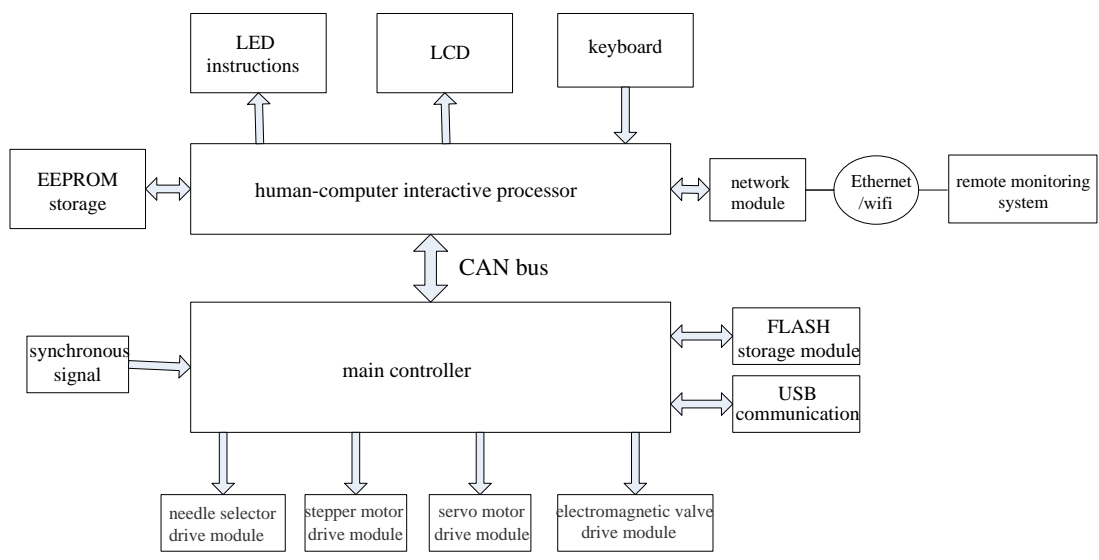 LED
instructions
LCD
keyboard
EEPROM
storage
human-computer interactive processor
network
module
Ethernet
/wifi
remote monitoring
system
CAN bus
synchronous
signal
main controller
FLASH
storage module
USB
communication
needle selector
drive module
stepper motor
drive module
servo motor
drive module
electromagnetic valve
drive module